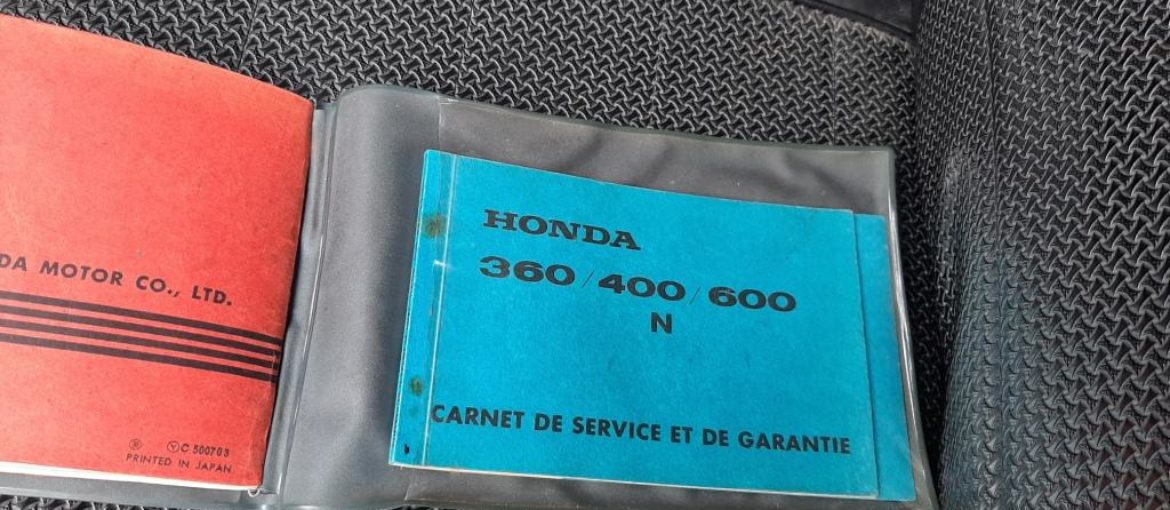 DA MOTOR CO., LTD.
C 500703
PRINTED IN JAPAN
HONDA
360/400/600
N
CARNET DE SERVICE ET DE GARANTIE